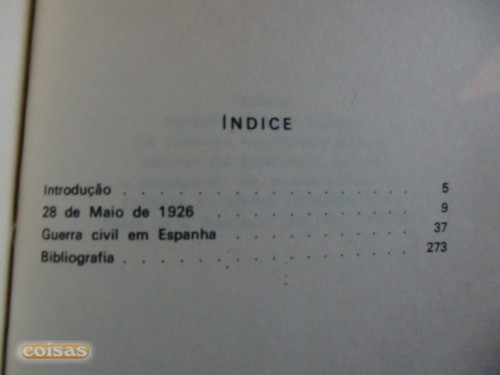 INDICE
Introdução . . . . . . . . . . . . . . . . . 5
28 de Maio de 1926 . . . . . . . . . . . 9
Guerra civil em Espanha . . . . . . . . . . 37
Bibliografia . . . . . . . . . . . . . . . . . 273
coisas